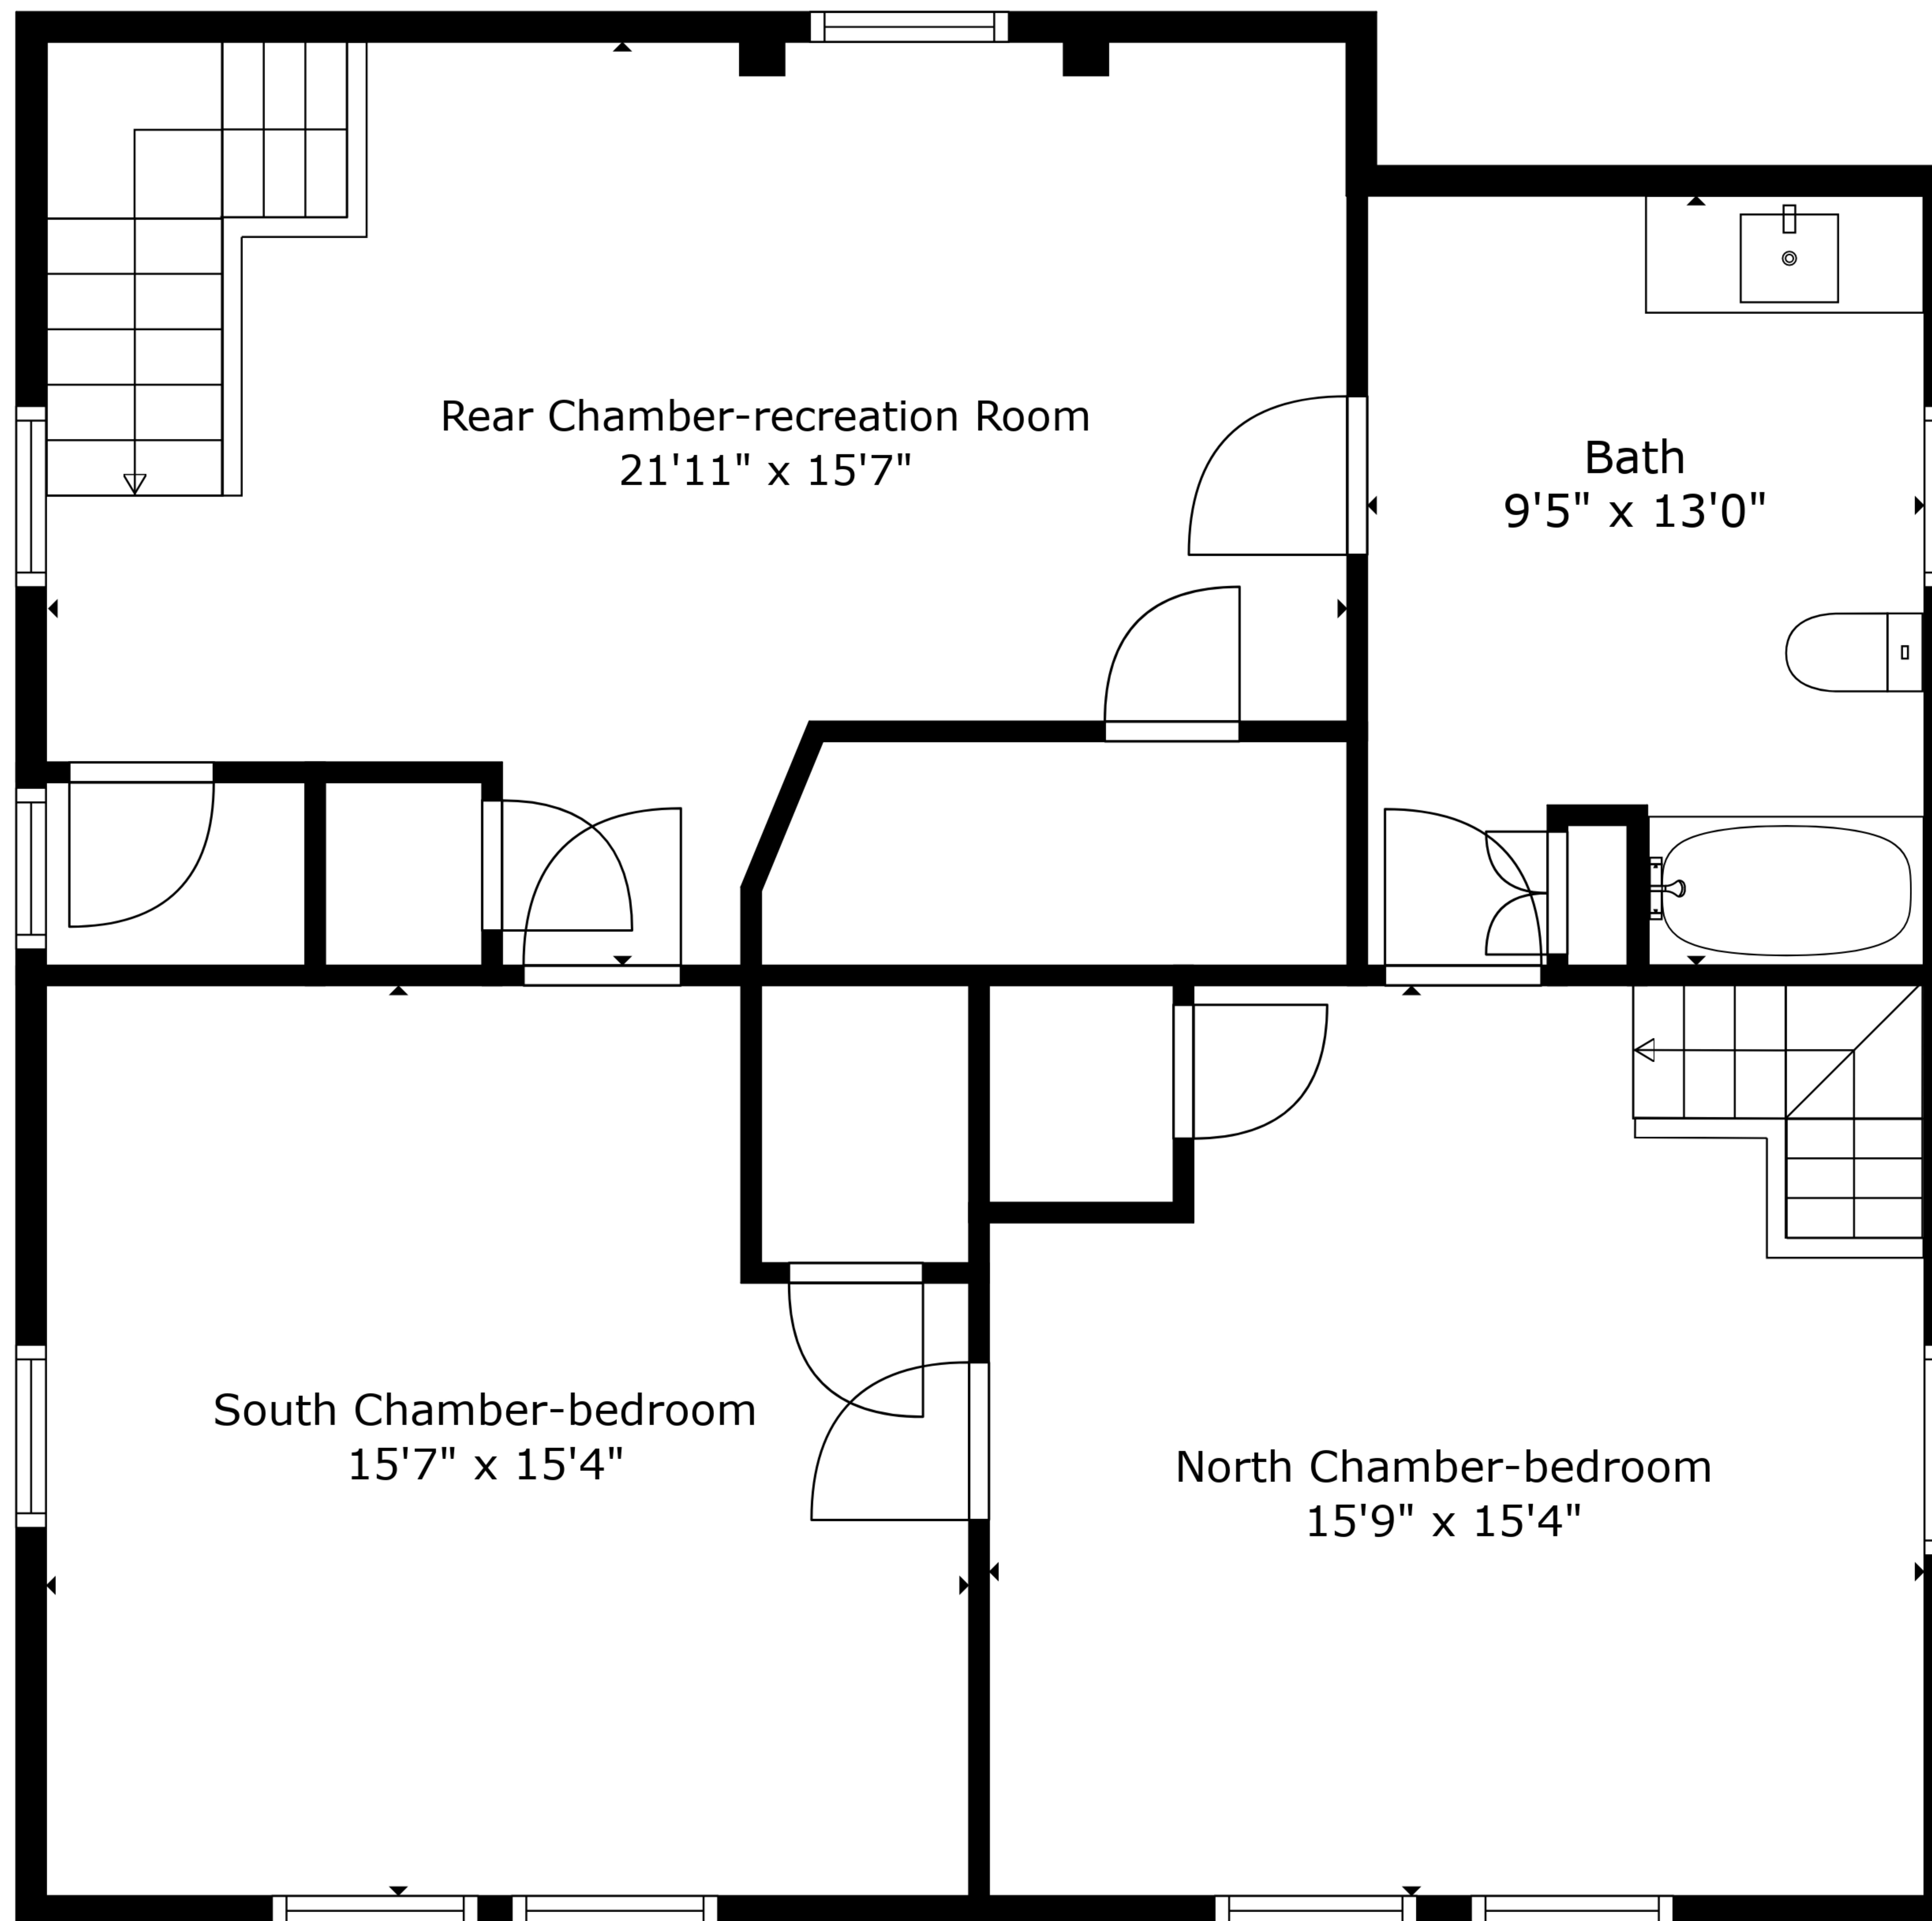 Rear Chamber-recreation Room
21'11" x 15'7"
Bath
9'5" x 13'0"
South Chamber-bedroom
15'7" x 15'4"
North Chamber-bedroom
15'9" x 15'4"